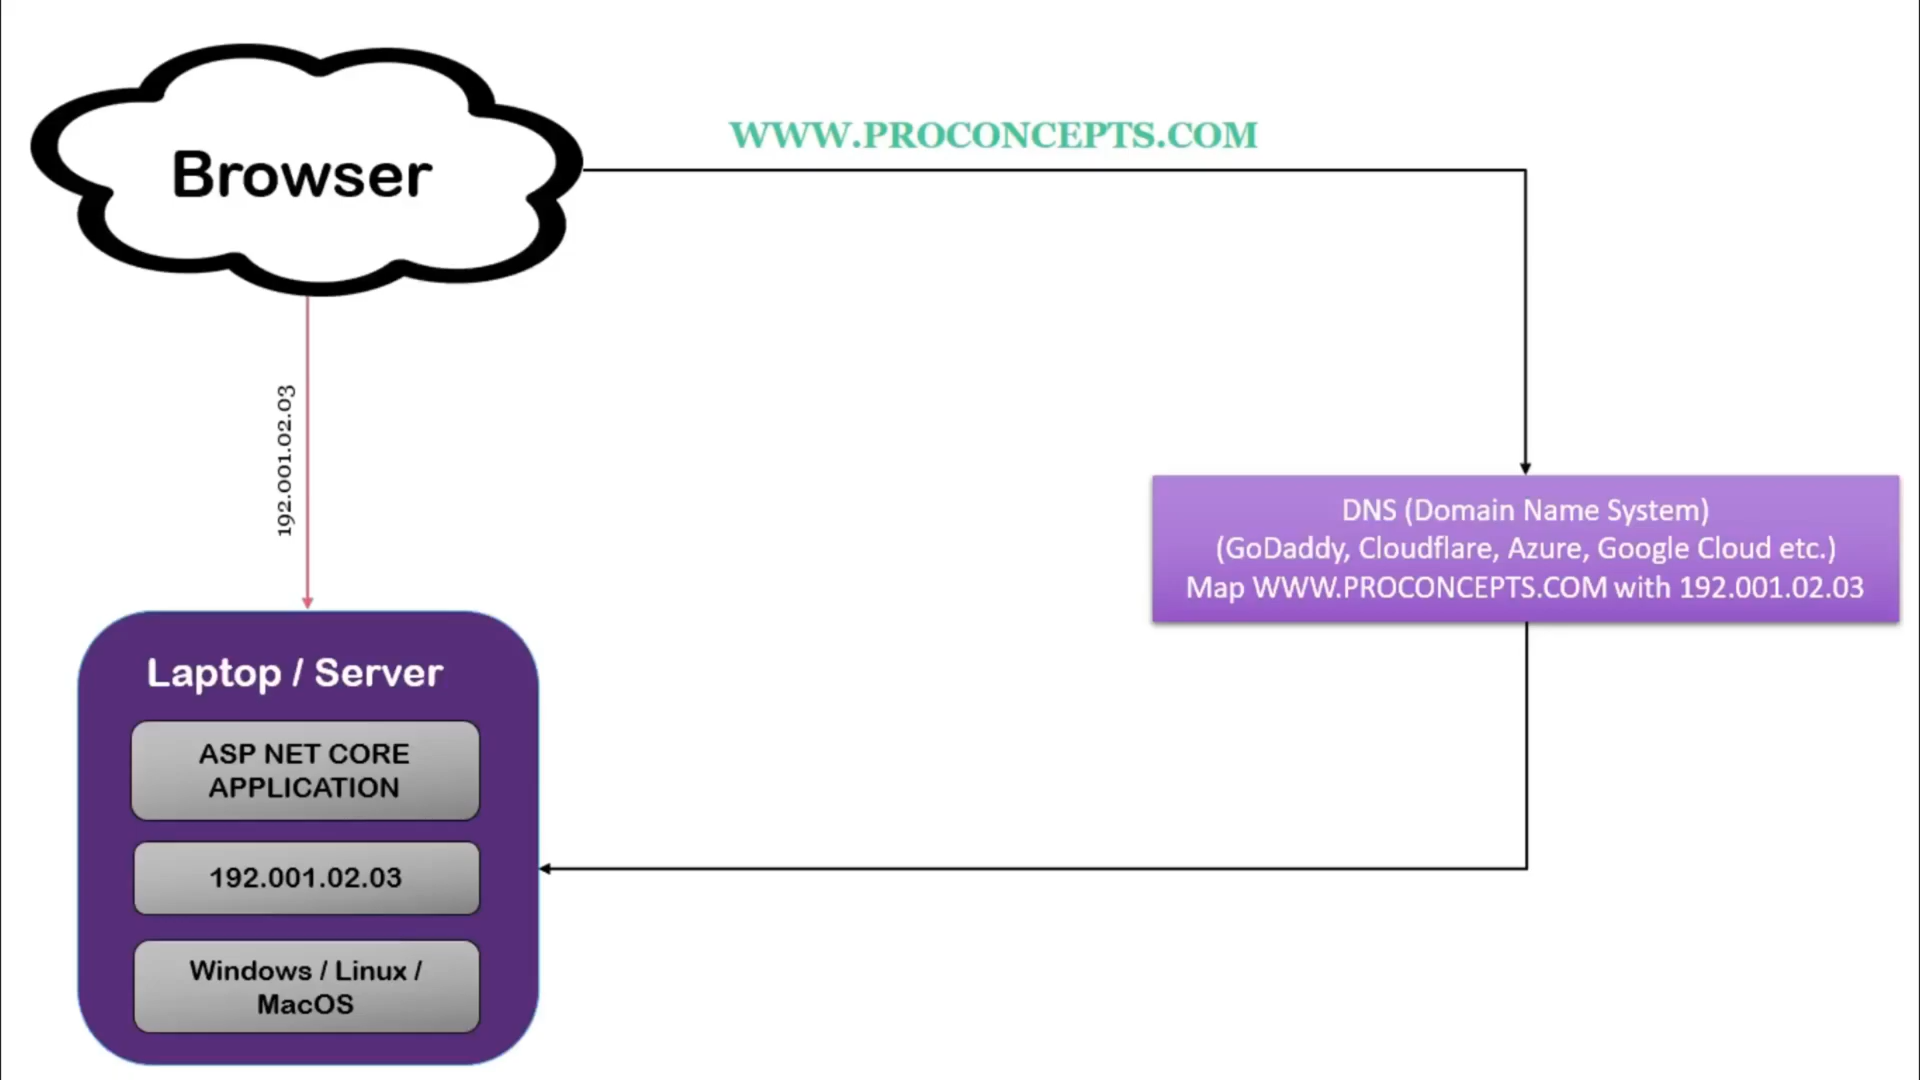 Browser
WWW.PROCONCEPTS.COM
192.001.02.03
DNS (Domain Name System)
(GoDaddy, Cloudflare, Azure, Google Cloud etc.)
Map WWW.PROCONCEPTS.COM with 192.001.02.03
Laptop / Server
ASP NET CORE
APPLICATION
192.001.02.03
Windows / Linux /
MacOS